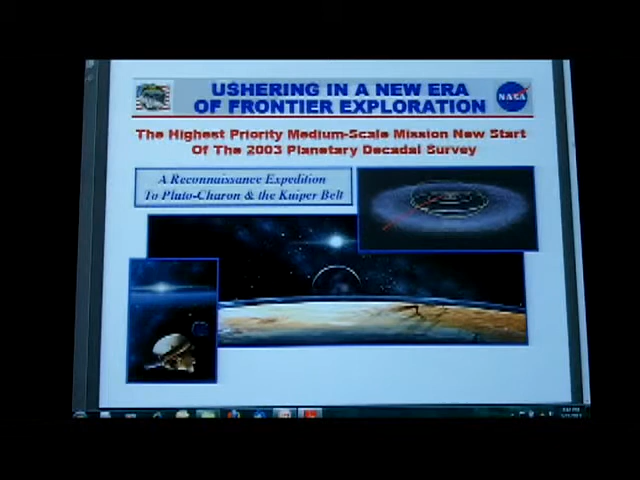 USHERING IN A NEW ERA
OF FRONTIER EXPLORATION
NASA
The Highest Priority Medium-Scale Mission New Start
Of The 2003 Planetary Decadal Survey
A Reconnaissance Expedition
To Pluto-Charon & the Kuiper Belt